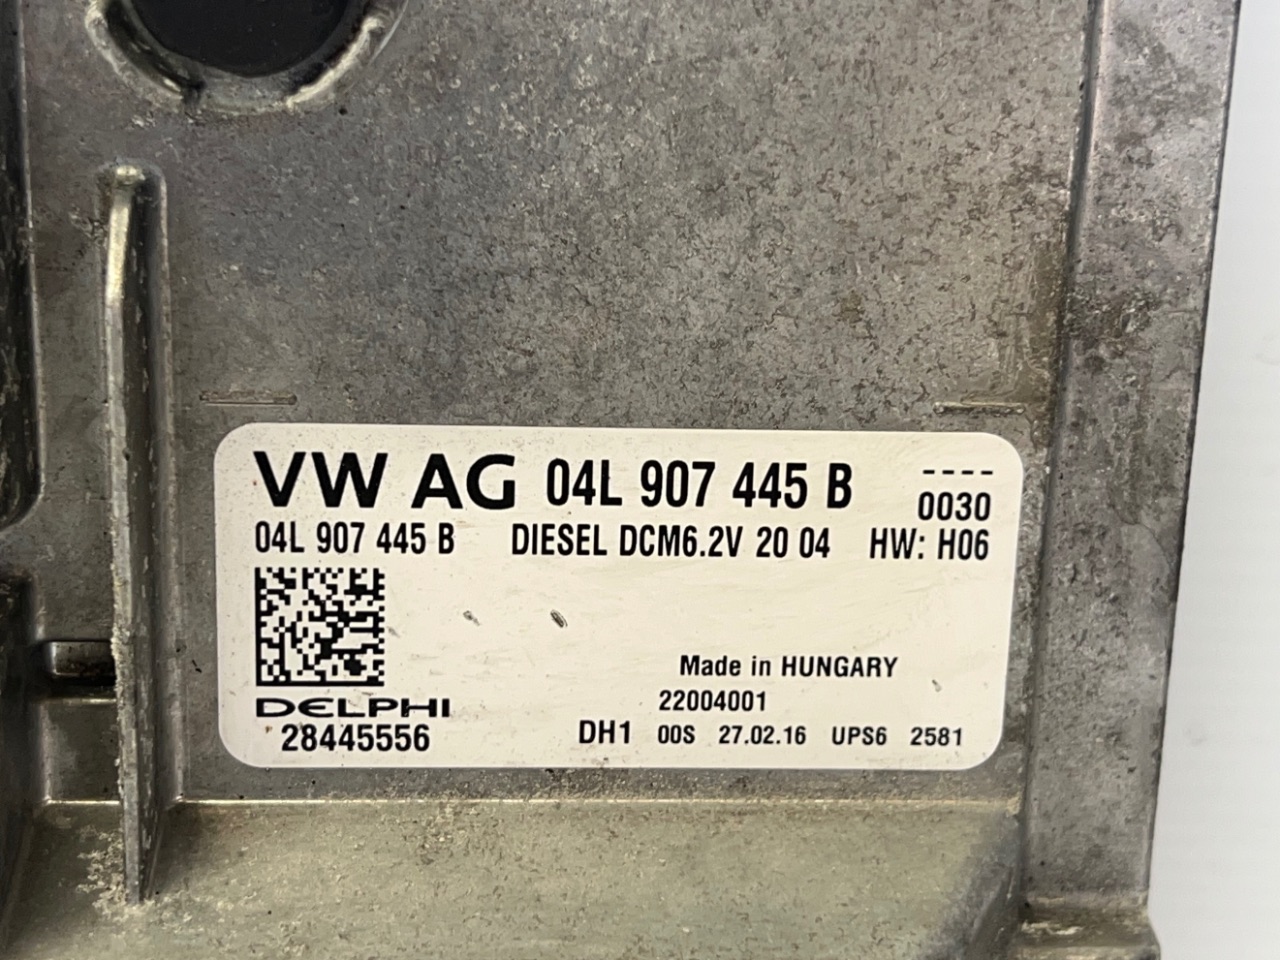 VW AG 04L 907 445 B ----
0030
04L 907 445 B DIESEL DCM6.2V 20 04 HW: H06
Made in HUNGARY
DELPHI 22004001
28445556 DH1 00S 27.02.16 UPS6 2581